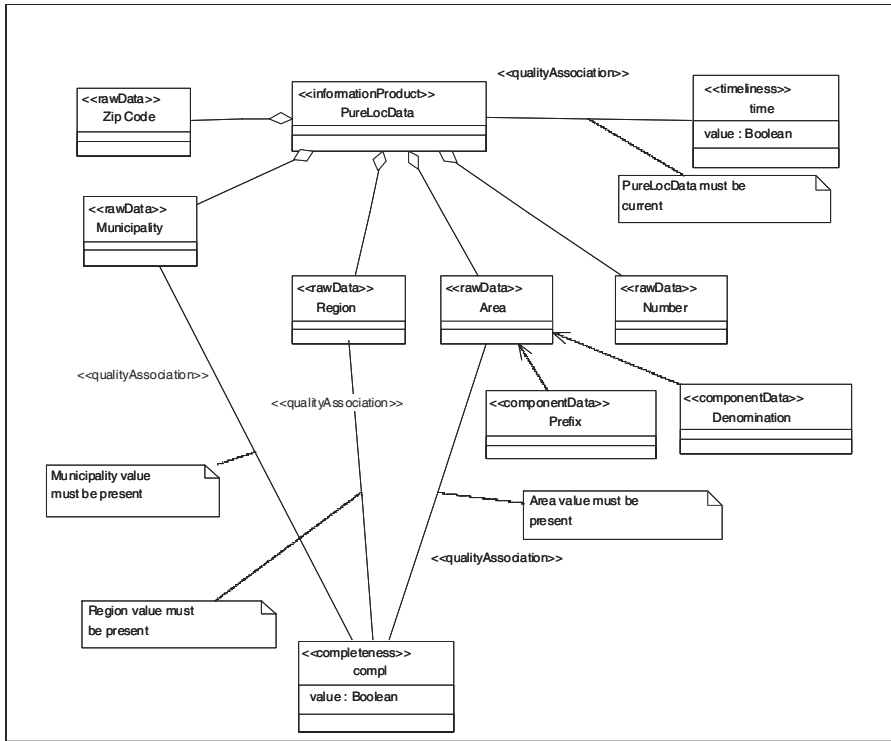 <<qualityAssociation>>
<<rawData>>
Zip Code
<<informationProduct>>
PureLocData
<<timeliness>>
time
value : Boolean
PureLocData must be
current
<<rawData>>
Municipality
<<rawData>>
Region
<<rawData>>
Area
<<rawData>>
Number
<<qualityAssociation>>
<<qualityAssociation>>
<<componentData>>
Prefix
<<componentData>>
Denomination
Municipality value
must be present
Area value must be
present
<<qualityAssociation>>
Region value must
be present
<<completeness>>
compl
value : Boolean